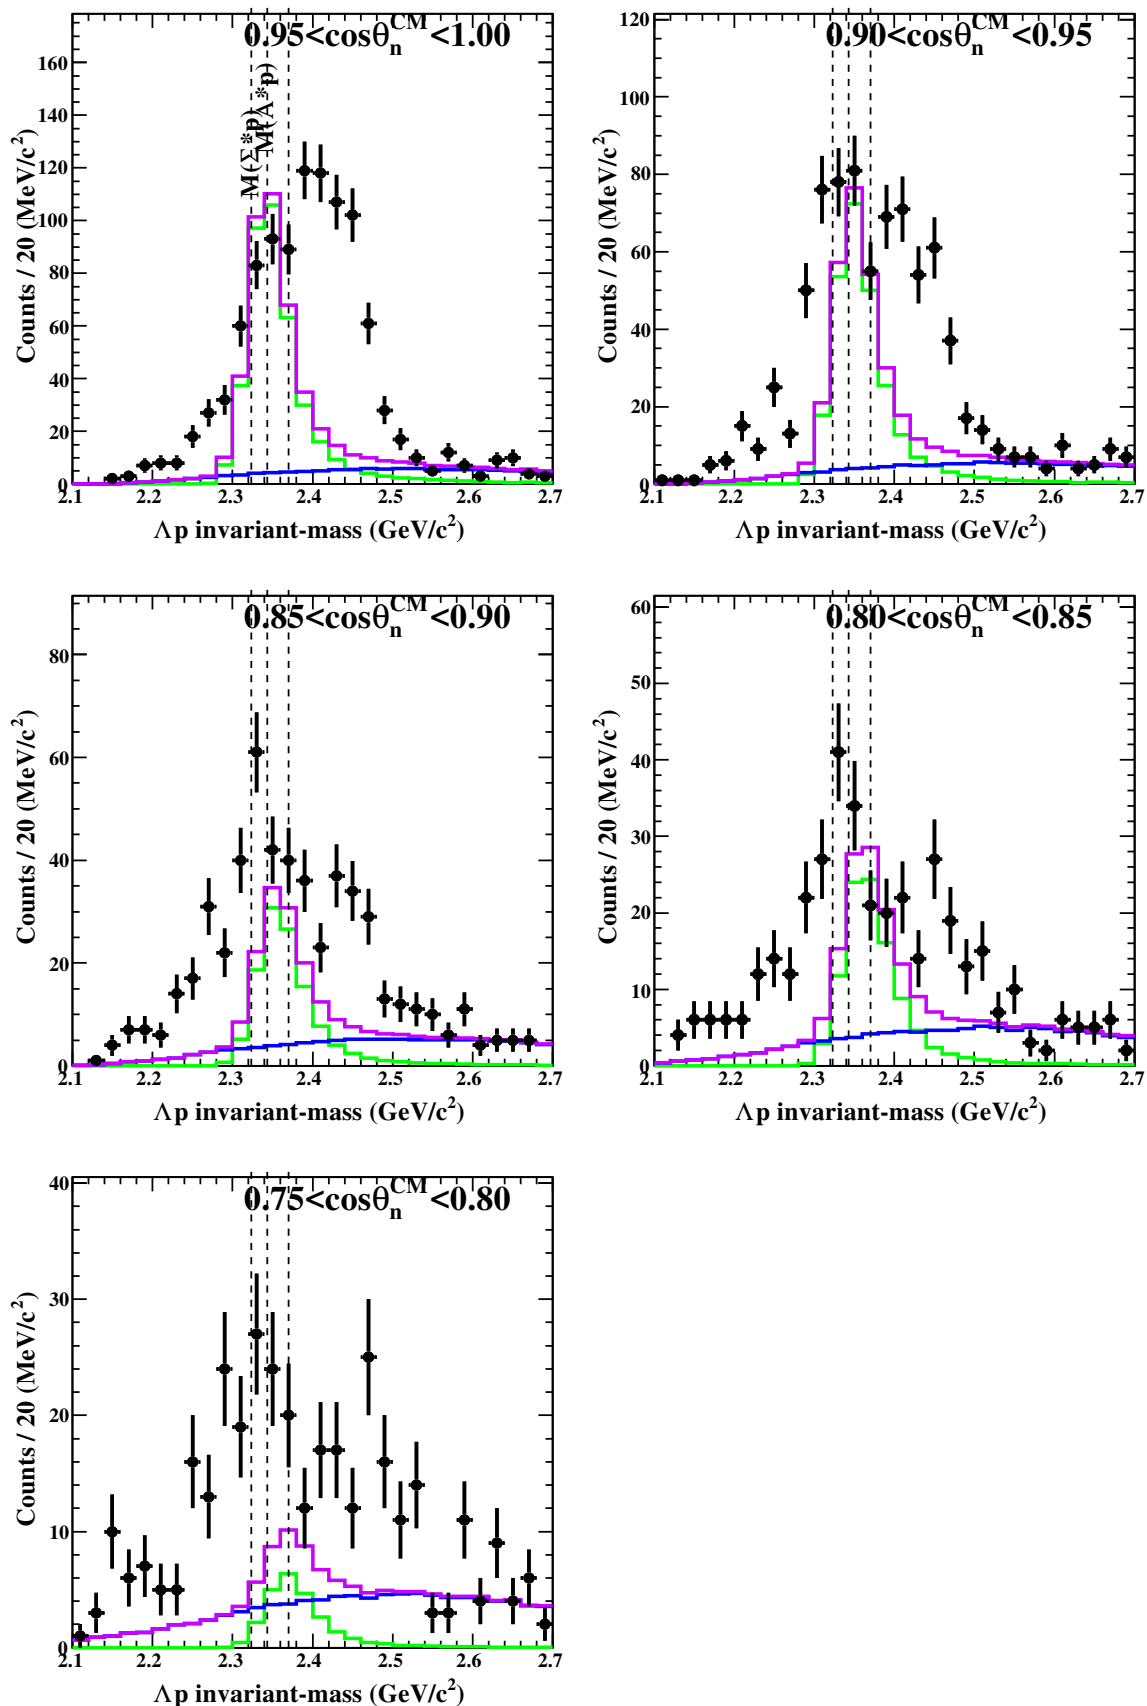 0.95<cosθₙᶜᴹ<1.00
M(Σ*p)
M(Λ*p)
Counts / 20 (MeV/c²)
160
140
120
100
80
60
40
20
0
2.1 2.2 2.3 2.4 2.5 2.6 2.7
Λp invariant-mass (GeV/c²)
0.90<cosθₙᶜᴹ<0.95
Counts / 20 (MeV/c²)
120
100
80
60
40
20
0
2.1 2.2 2.3 2.4 2.5 2.6 2.7
Λp invariant-mass (GeV/c²)
0.85<cosθₙᶜᴹ<0.90
Counts / 20 (MeV/c²)
80
60
40
20
0
2.1 2.2 2.3 2.4 2.5 2.6 2.7
Λp invariant-mass (GeV/c²)
0.80<cosθₙᶜᴹ<0.85
Counts / 20 (MeV/c²)
60
50
40
30
20
10
0
2.1 2.2 2.3 2.4 2.5 2.6 2.7
Λp invariant-mass (GeV/c²)
0.75<cosθₙᶜᴹ<0.80
Counts / 20 (MeV/c²)
40
30
20
10
0
2.1 2.2 2.3 2.4 2.5 2.6 2.7
Λp invariant-mass (GeV/c²)